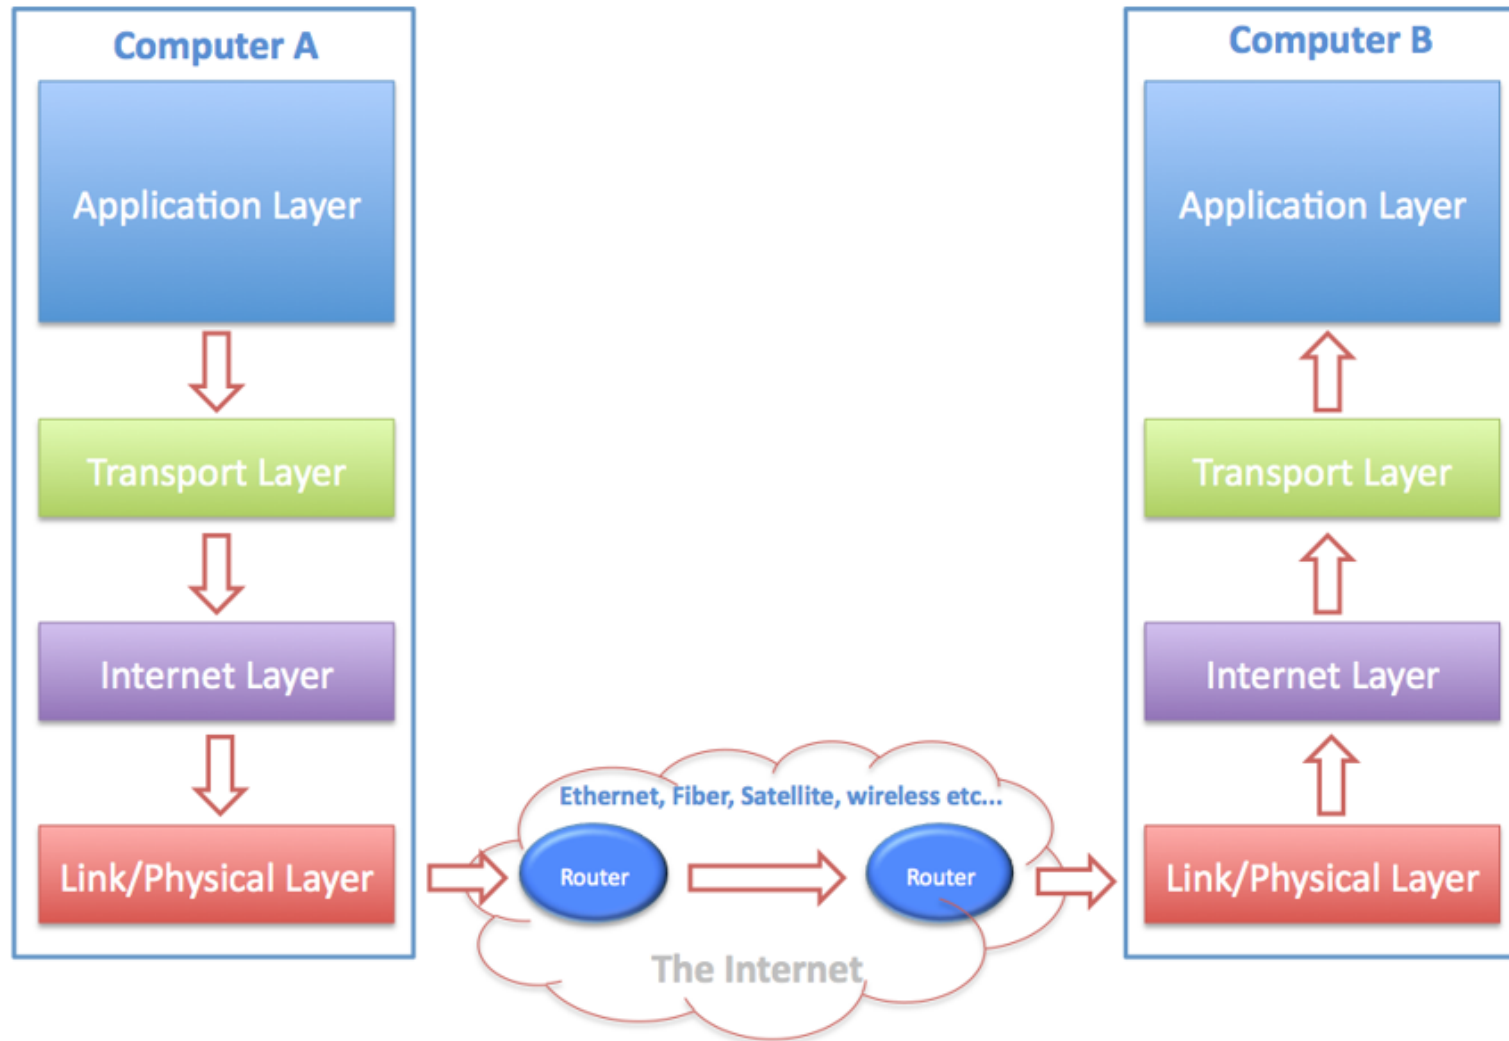 Computer A
Application Layer
Transport Layer
Internet Layer
Link/Physical Layer
Ethernet, Fiber, Satellite, wireless etc...
Router
Router
The Internet
Computer B
Application Layer
Transport Layer
Internet Layer
Link/Physical Layer